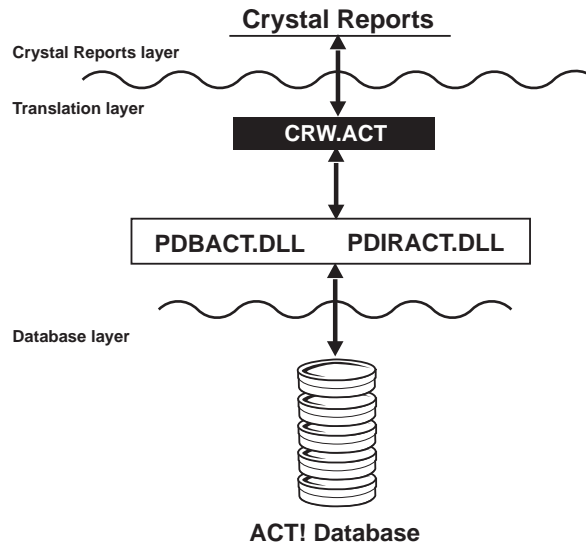 Crystal Reports
Crystal Reports layer
Translation layer
CRW.ACT
PDBACT.DLL PDIRACT.DLL
Database layer
ACT! Database